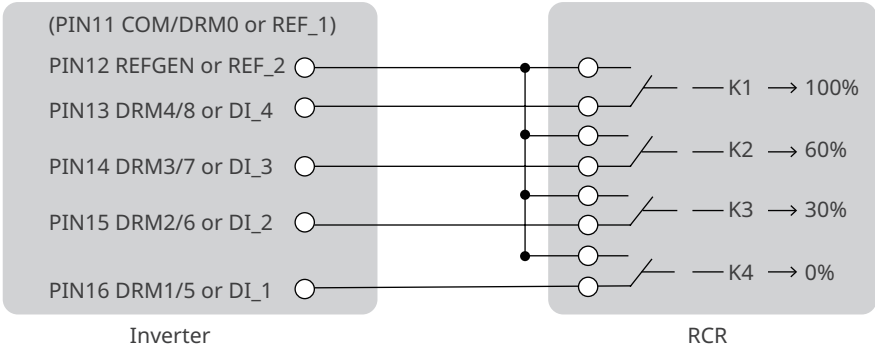 (PIN11 COM/DRM0 or REF_1)
PIN12 REFGEN or REF_2
PIN13 DRM4/8 or DI_4
PIN14 DRM3/7 or DI_3
PIN15 DRM2/6 or DI_2
PIN16 DRM1/5 or DI_1
K1 → 100%
K2 → 60%
K3 → 30%
K4 → 0%
Inverter
RCR